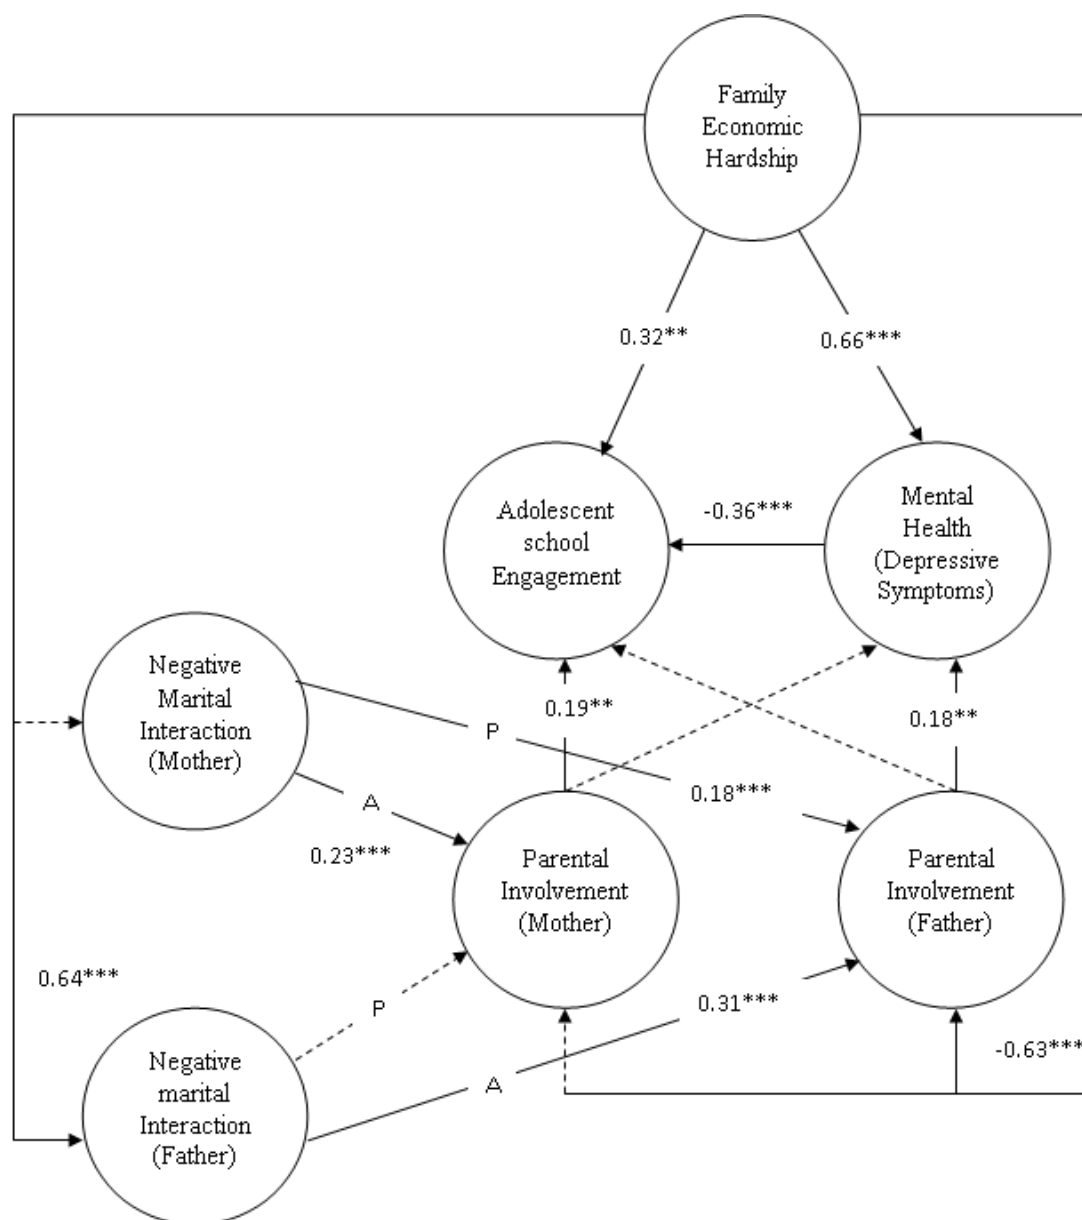 Family
Economic
Hardship
0.32**
0.66***
Adolescent
school
Engagement
-0.36***
Mental
Health
(Depressive
Symptoms)
Negative
Marital
Interaction
(Mother)
P
0.19**
0.18**
0.18***
A
0.23***
Parental
Involvement
(Mother)
Parental
Involvement
(Father)
0.64***
P
0.31***
-0.63***
A
Negative
marital
Interaction
(Father)